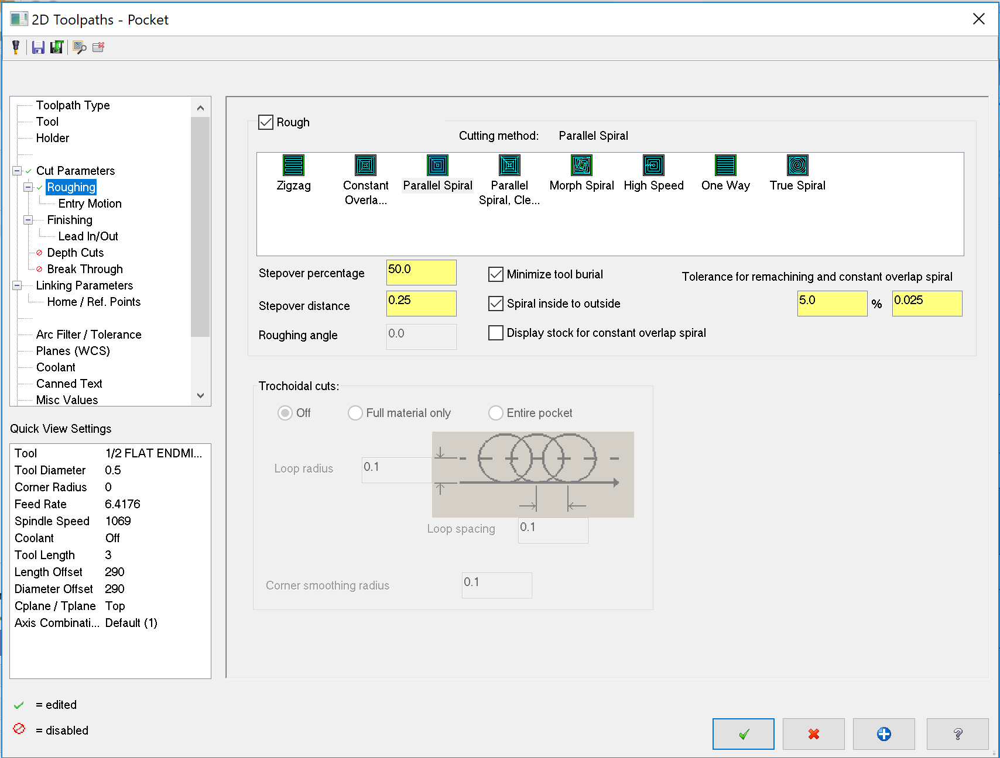 2D Toolpaths - Pocket
Toolpath Type
Tool
Holder
Cut Parameters
Roughing
Entry Motion
Finishing
Lead In/Out
Depth Cuts
Break Through
Linking Parameters
Home / Ref. Points
Arc Filter / Tolerance
Planes (WCS)
Coolant
Canned Text
Misc Values
Quick View Settings
Tool 1/2 FLAT ENDMI...
Tool Diameter 0.5
Corner Radius 0
Feed Rate 6.4176
Spindle Speed 1069
Coolant Off
Tool Length 3
Length Offset 290
Diameter Offset 290
Cplane / Tplane Top
Axis Combinati... Default (1)
= edited
= disabled
Rough
Cutting method: Parallel Spiral
Zigzag
Constant
Overla...
Parallel Spiral
Parallel
Spiral, Cle...
Morph Spiral
High Speed
One Way
True Spiral
Stepover percentage 50.0
Stepover distance 0.25
Roughing angle 0.0
Minimize tool burial
Spiral inside to outside
Display stock for constant overlap spiral
Tolerance for remachining and constant overlap spiral
5.0 % 0.025
Trochoidal cuts:
Off Full material only Entire pocket
Loop radius 0.1
Loop spacing 0.1
Corner smoothing radius 0.1